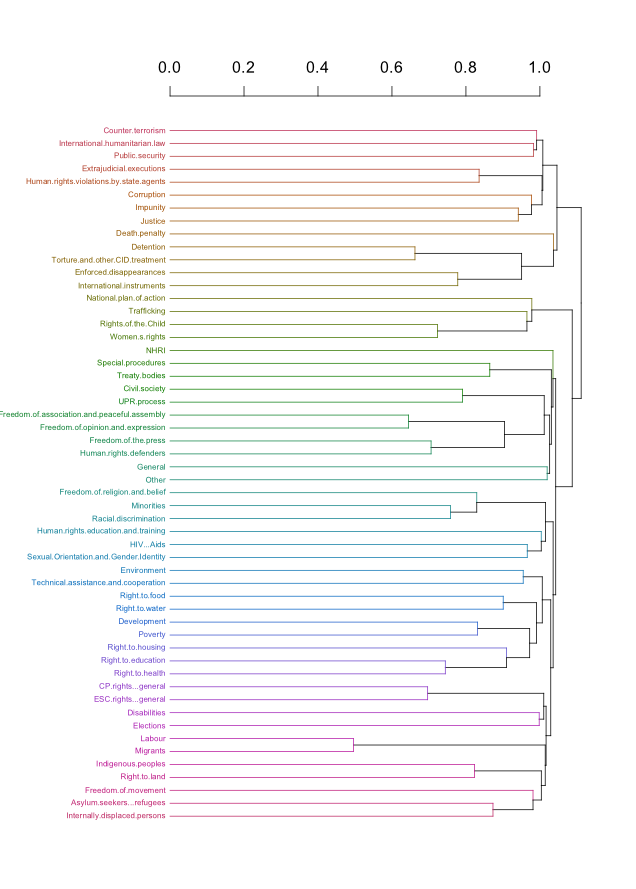 0.0 0.2 0.4 0.6 0.8 1.0
Counter.terrorism
International.humanitarian.law
Public.security
Extrajudicial.executions
Human.rights.violations.by.state.agents
Corruption
Impunity
Justice
Death.penalty
Detention
Torture.and.other.CID.treatment
Enforced.disappearances
International.instruments
National.plan.of.action
Trafficking
Rights.of.the.Child
Women.s.rights
NHRI
Special.procedures
Treaty.bodies
Civil.society
UPR.process
Freedom.of.association.and.peaceful.assembly
Freedom.of.opinion.and.expression
Freedom.of.the.press
Human.rights.defenders
General
Other
Freedom.of.religion.and.belief
Minorities
Racial.discrimination
Human.rights.education.and.training
HIV...Aids
Sexual.Orientation.and.Gender.Identity
Environment
Technical.assistance.and.cooperation
Right.to.food
Right.to.water
Development
Poverty
Right.to.housing
Right.to.education
Right.to.health
CP.rights...general
ESC.rights...general
Disabilities
Elections
Labour
Migrants
Indigenous.peoples
Right.to.land
Freedom.of.movement
Asylum.seekers...refugees
Internally.displaced.persons